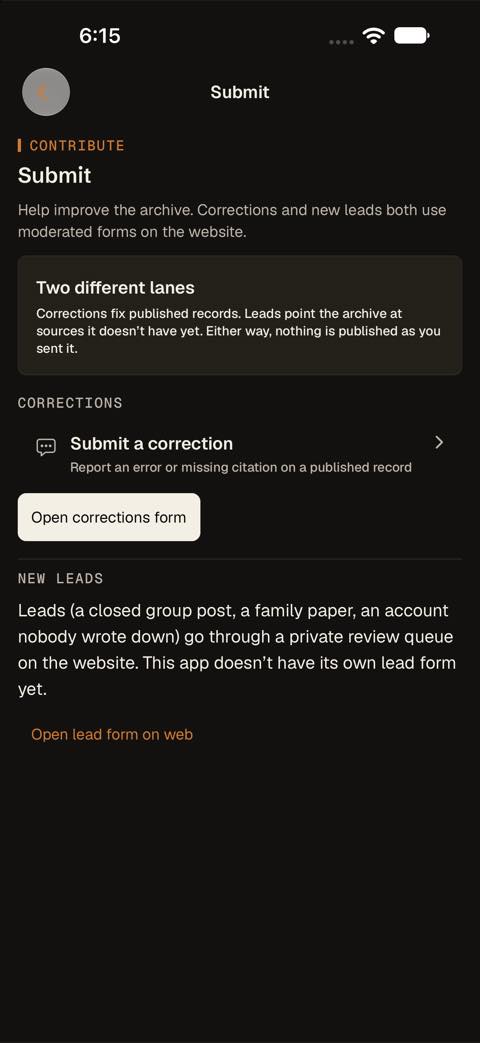 6:15
Submit
CONTRIBUTE
Submit
Help improve the archive. Corrections and new leads both use
moderated forms on the website.
Two different lanes
Corrections fix published records. Leads point the archive at
sources it doesn’t have yet. Either way, nothing is published as you
sent it.
CORRECTIONS
Submit a correction
Report an error or missing citation on a published record
Open corrections form
NEW LEADS
Leads (a closed group post, a family paper, an account
nobody wrote down) go through a private review queue
on the website. This app doesn’t have its own lead form
yet.
Open lead form on web